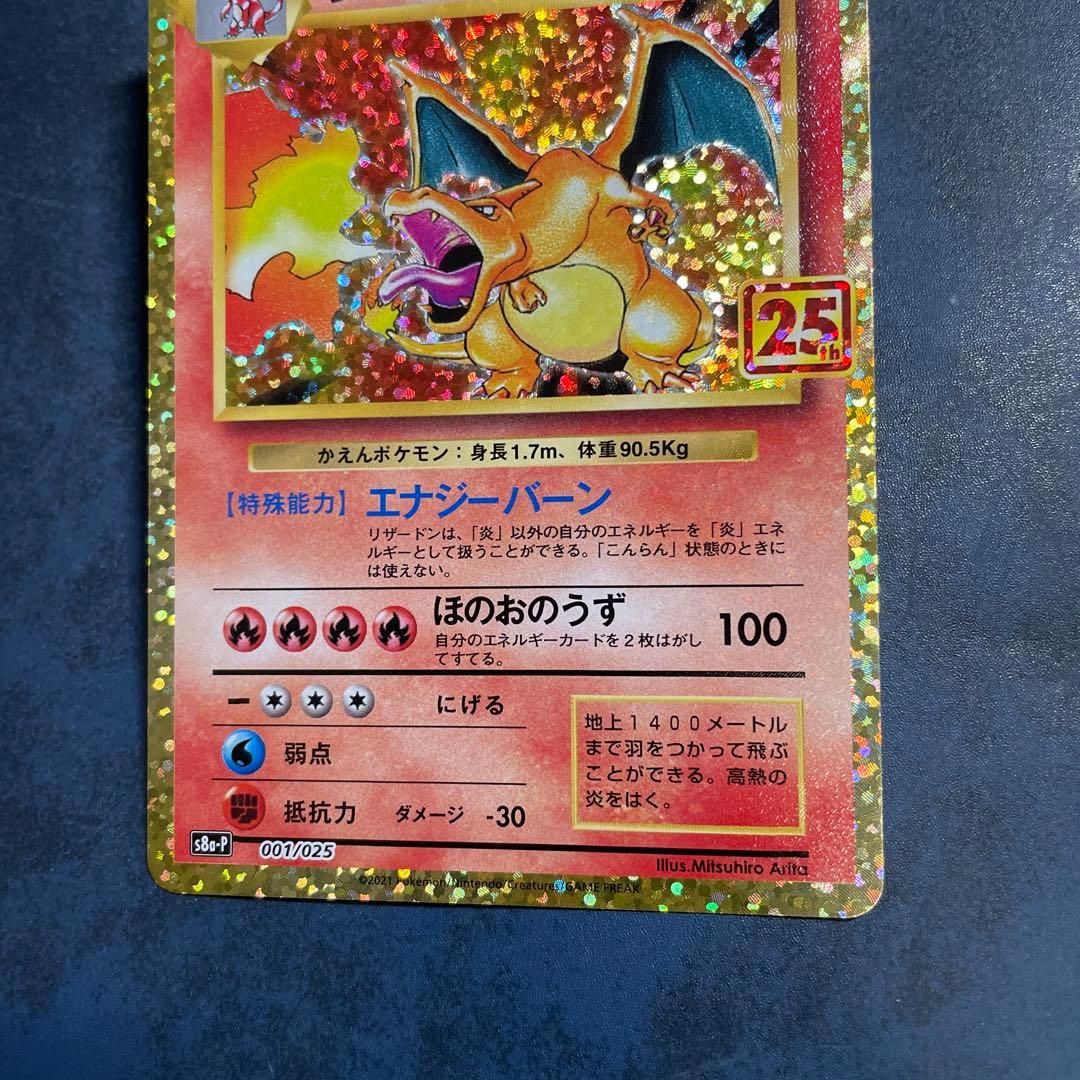 25th
かえんポケモン：身長1.7m、体重90.5Kg
【特殊能力】エナジーバーン
リザードンは、「炎」以外の自分のエネルギーを「炎」エネ
ルギーとして扱うことができる。「こんらん」状態のときに
は使えない。
ほのおのうず 100
自分のエネルギーカードを２枚はがし
てすてる。
にげる
弱点
抵抗力 ダメージ -30
地上１４００メートル
まで羽をつかって飛ぶ
ことができる。高熱の
炎をはく。
s8a-P 001/025
Illus.Mitsuhiro Arita
©2021 Pokémon/Nintendo/Creatures/GAME FREAK